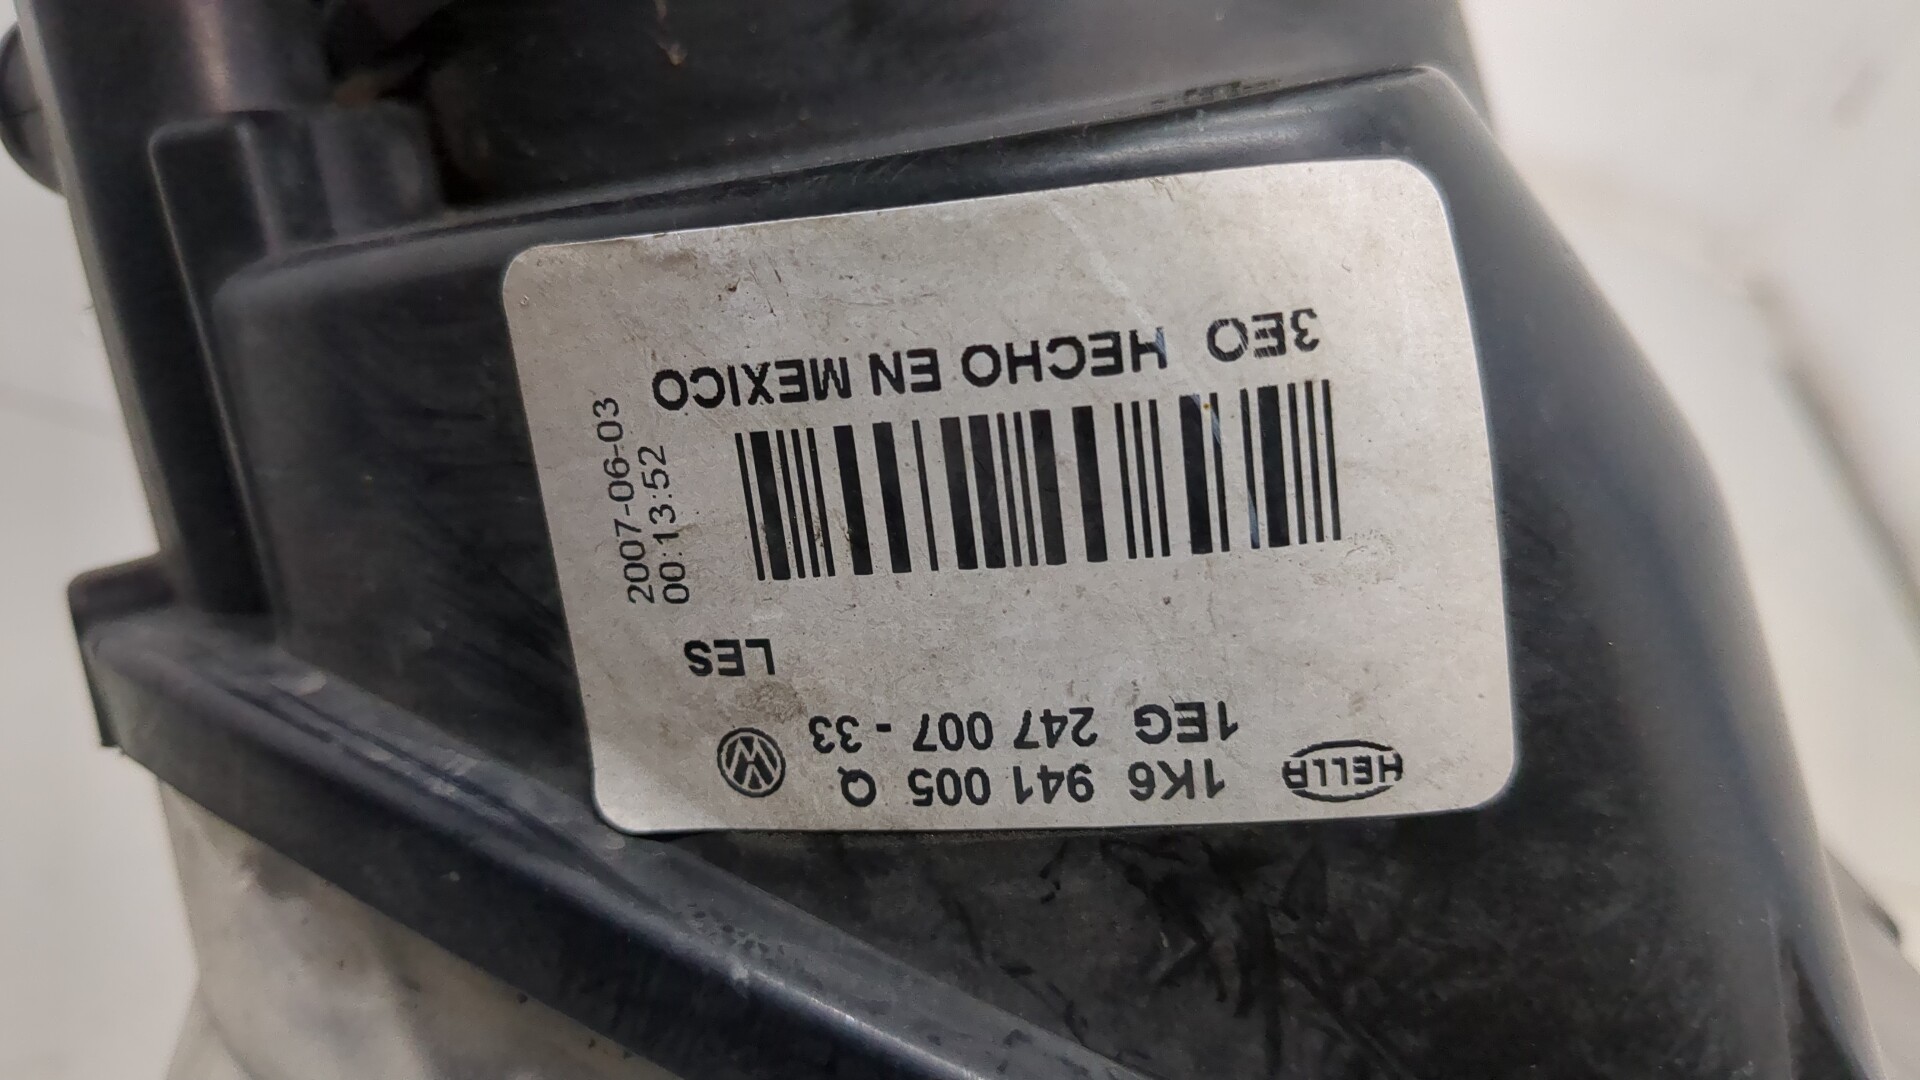 HELLA 1K6 941 005 Q
1EG 247 007 - 33
LES
3EO HECHO EN MEXICO
2007-06-03
00:13:52